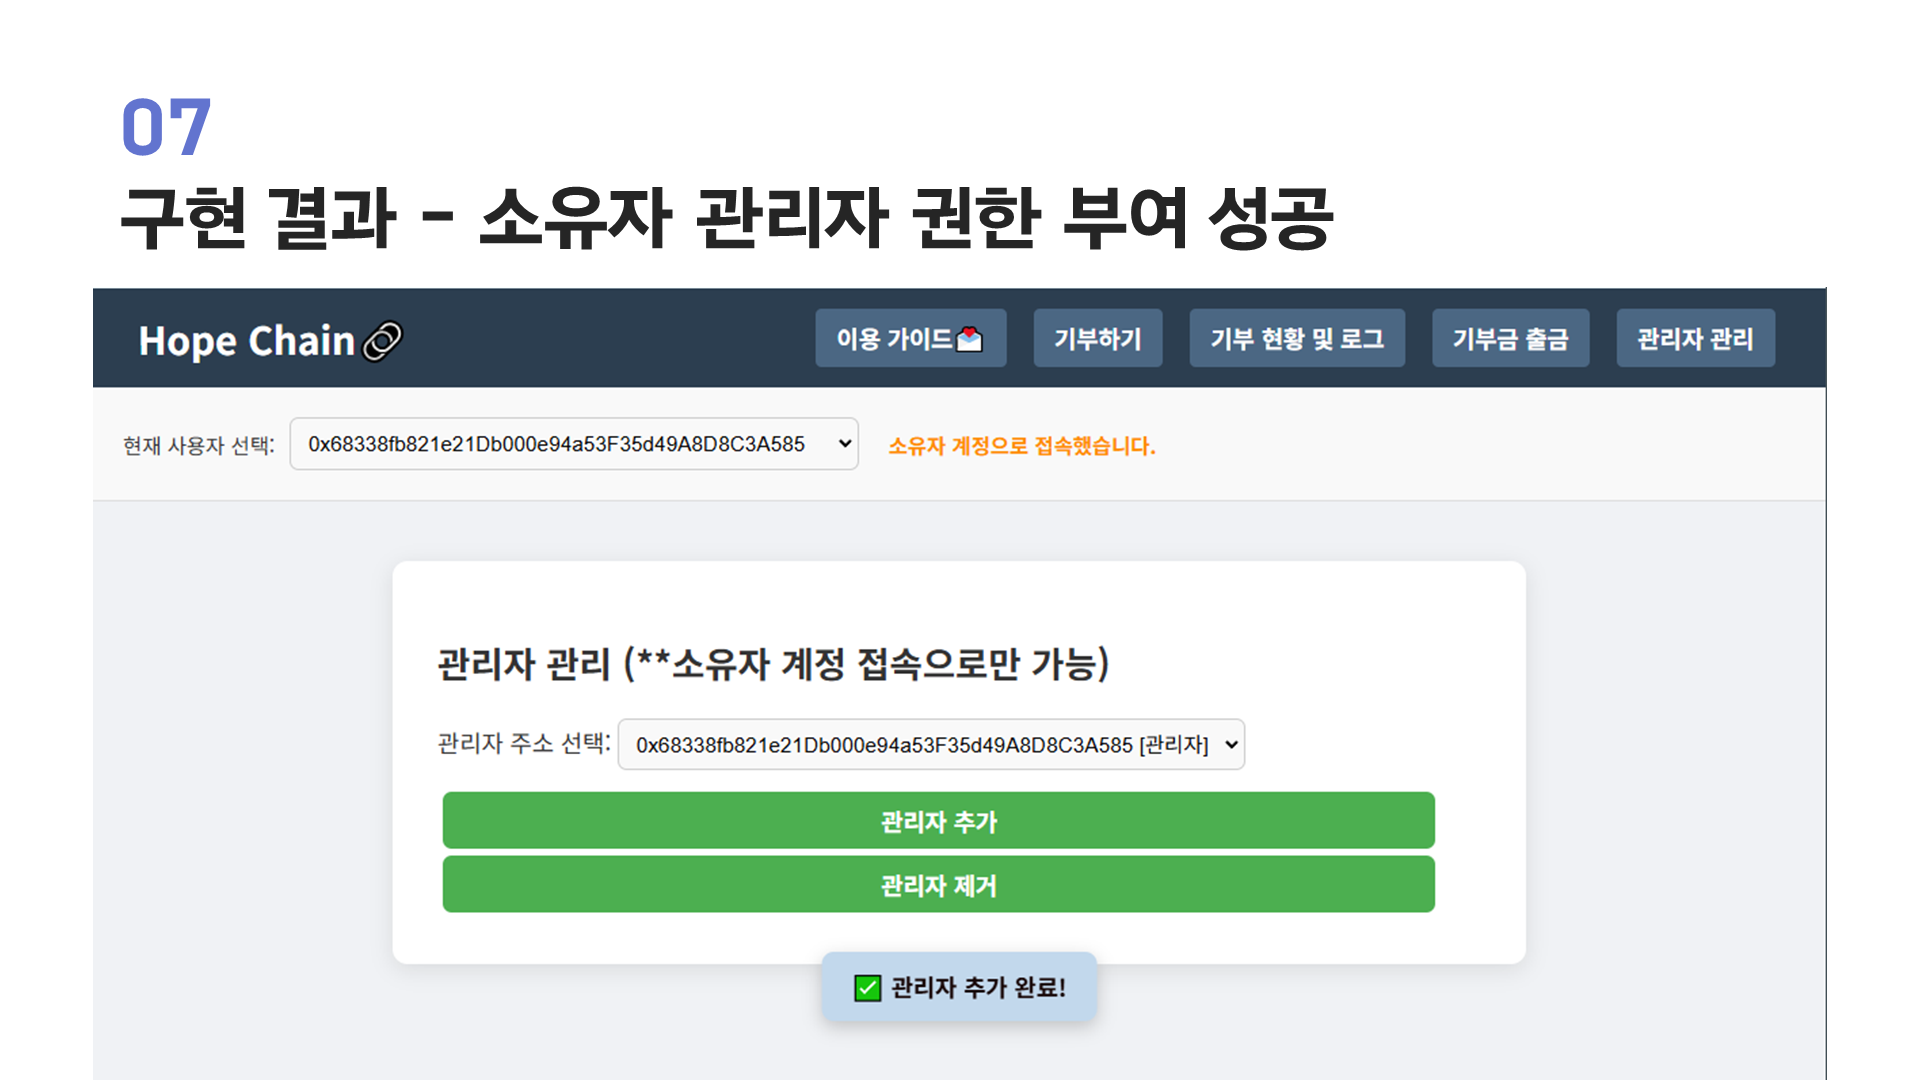 07
구현 결과 - 소유자 관리자 권한 부여 성공
Hope Chain🔗
이용 가이드💌
기부하기
기부 현황 및 로그
기부금 출금
관리자 관리
현재 사용자 선택: 0x68338fb821e21Db000e94a53F35d49A8D8C3A585 소유자 계정으로 접속했습니다.
관리자 관리 (**소유자 계정 접속으로만 가능)
관리자 주소 선택: 0x68338fb821e21Db000e94a53F35d49A8D8C3A585 [관리자]
관리자 추가
관리자 제거
✅ 관리자 추가 완료!